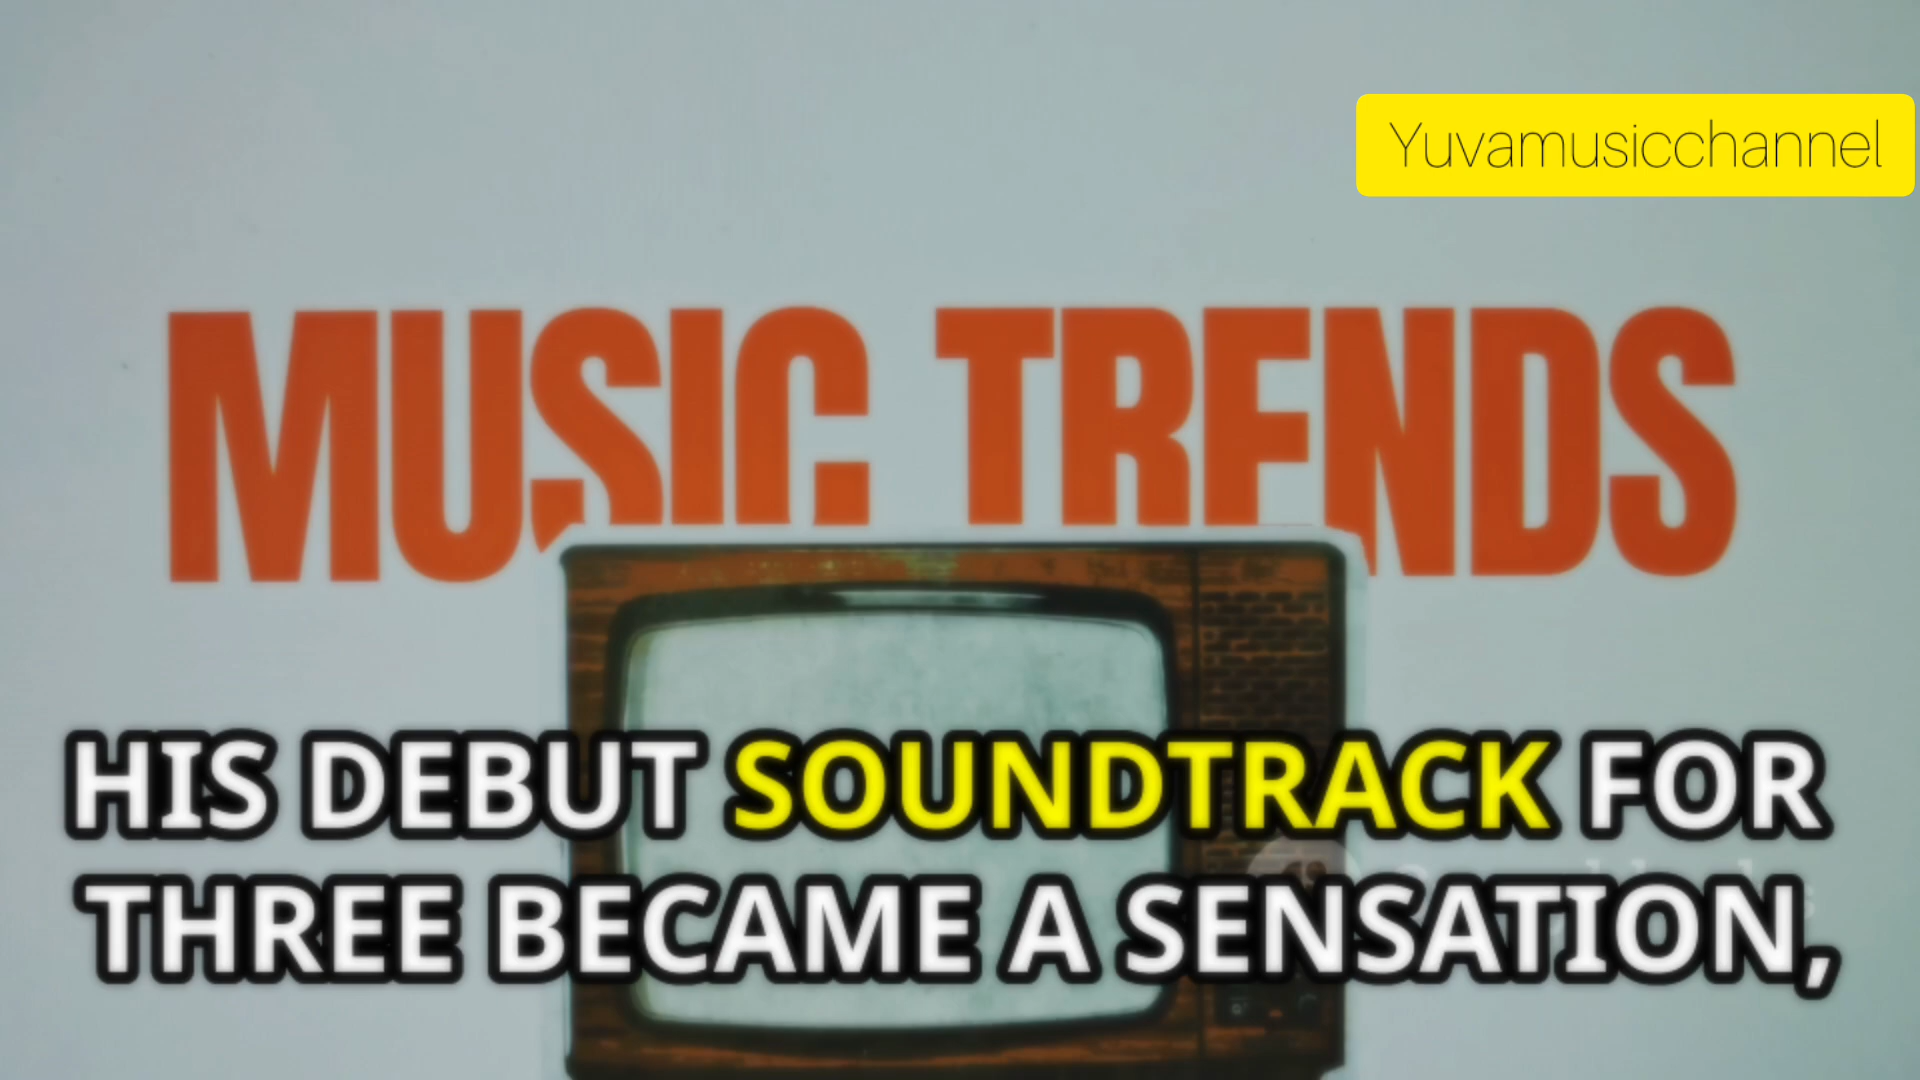 Yuvamusicchannel
MUSIC TRENDS
HIS DEBUT SOUNDTRACK FOR
THREE BECAME A SENSATION,